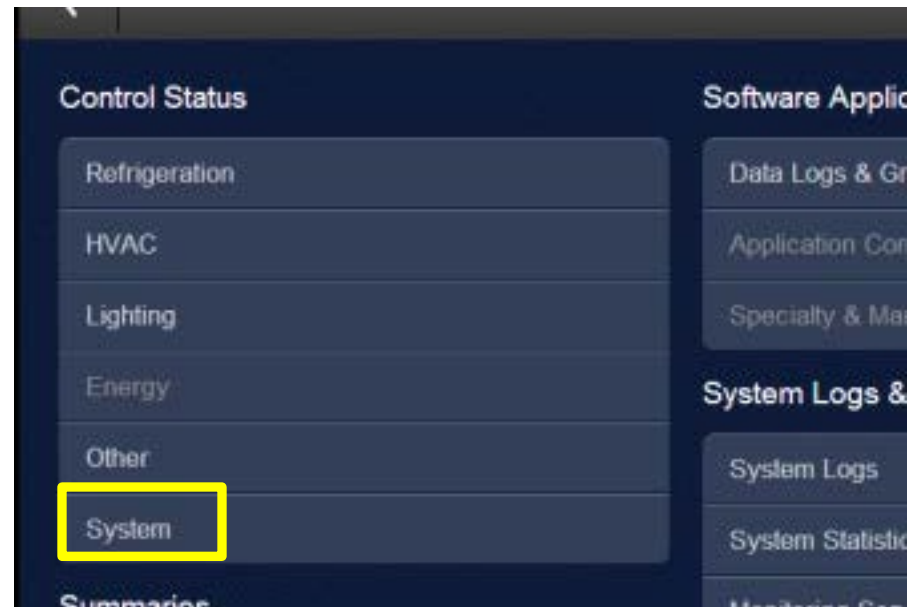 Control Status
Refrigeration
HVAC
Lighting
Energy
Other
System
Summaries
Software Applic
Data Logs & Gr
Application Con
Specialty & Ma
System Logs &
System Logs
System Statistic